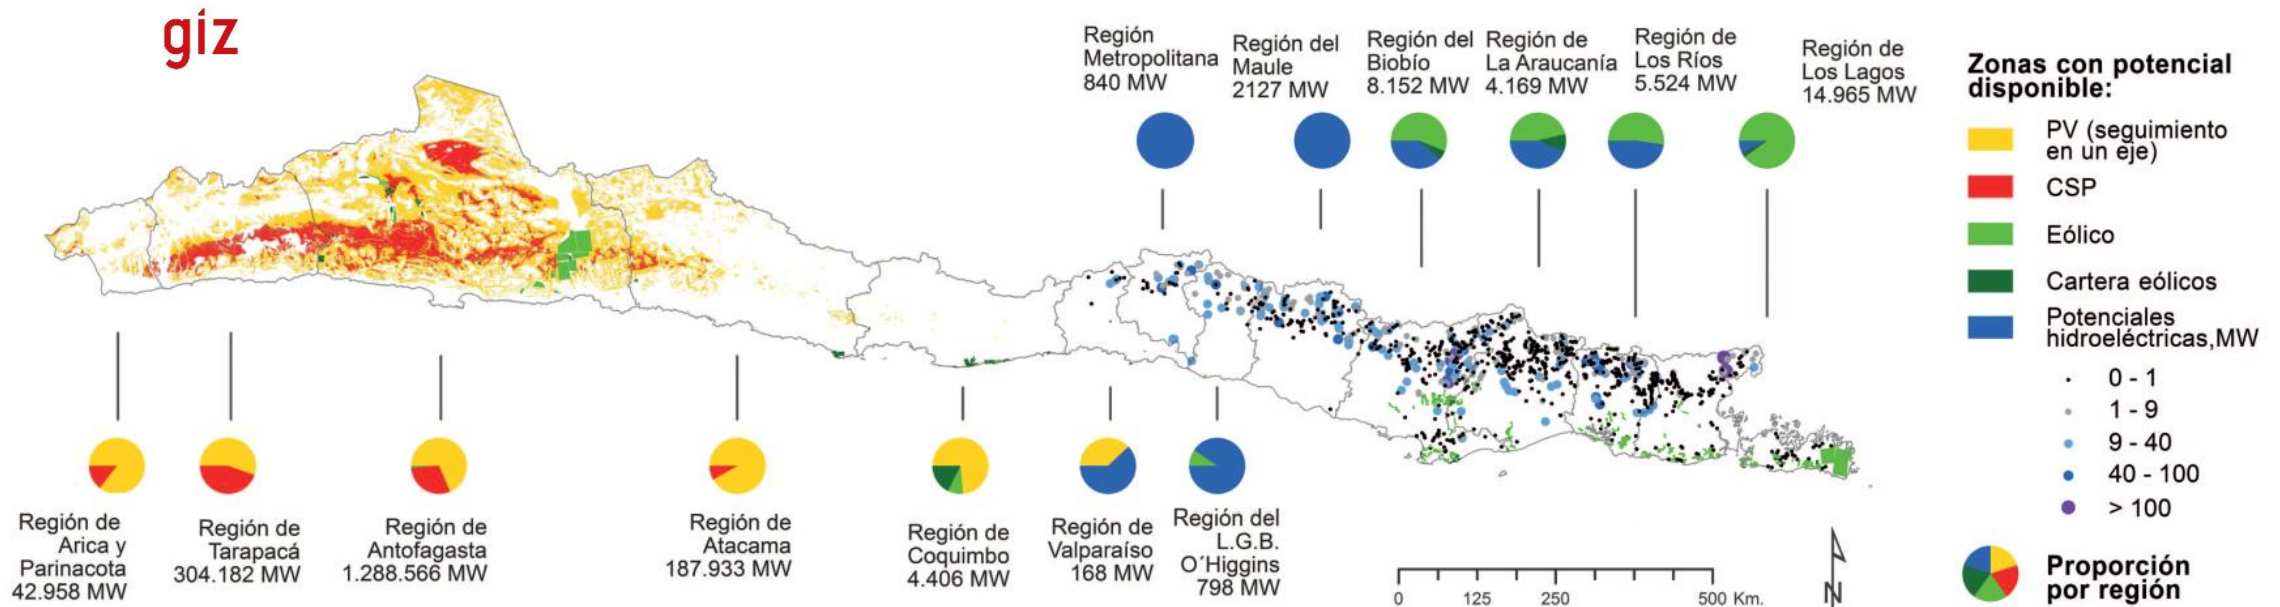 giz
Región
Metropolitana
840 MW
Región del
Maule
2127 MW
Región del
Biobío
8.152 MW
Región de
La Araucanía
4.169 MW
Región de
Los Ríos
5.524 MW
Región de
Los Lagos
14.965 MW
Región de
Arica y
Parinacota
42.958 MW
Región de
Tarapacá
304.182 MW
Región de
Antofagasta
1.288.566 MW
Región de
Atacama
187.933 MW
Región de
Coquimbo
4.406 MW
Región de
Valparaíso
168 MW
Región del
L.G.B.
O´Higgins
798 MW
0 125 250 500 Km.
N
Zonas con potencial
disponible:
PV (seguimiento
en un eje)
CSP
Eólico
Cartera eólicos
Potenciales
hidroeléctricas,MW
0 - 1
1 - 9
9 - 40
40 - 100
> 100
Proporción
por región